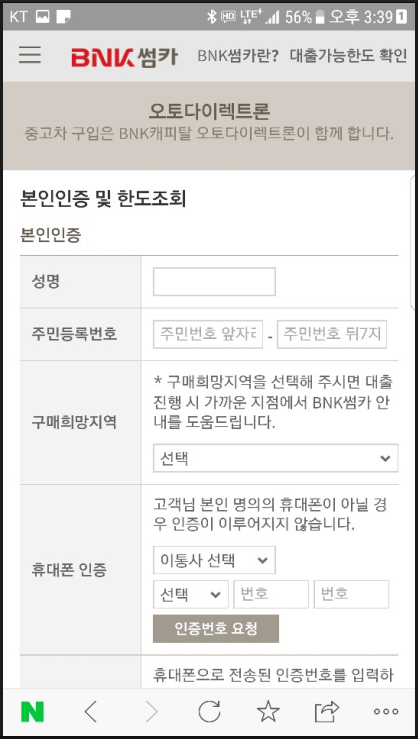 KT HD LTE+ 56% 오후 3:39 1
BNK썸카 BNK썸카란? 대출가능한도 확인
오토다이렉트론
중고차 구입은 BNK캐피탈 오토다이렉트론이 함께 합니다.
본인인증 및 한도조회
본인인증
성명
주민등록번호 주민번호 앞자리 - 주민번호 뒤7지
* 구매희망지역을 선택해 주시면 대출
진행 시 가까운 지점에서 BNK썸카 안
내를 도움드립니다.
구매희망지역
선택
고객님 본인 명의의 휴대폰이 아닐 경
우 인증이 이루어지지 않습니다.
휴대폰 인증
이통사 선택
선택 번호 번호
인증번호 요청
휴대폰으로 전송된 인증번호를 입력하
N